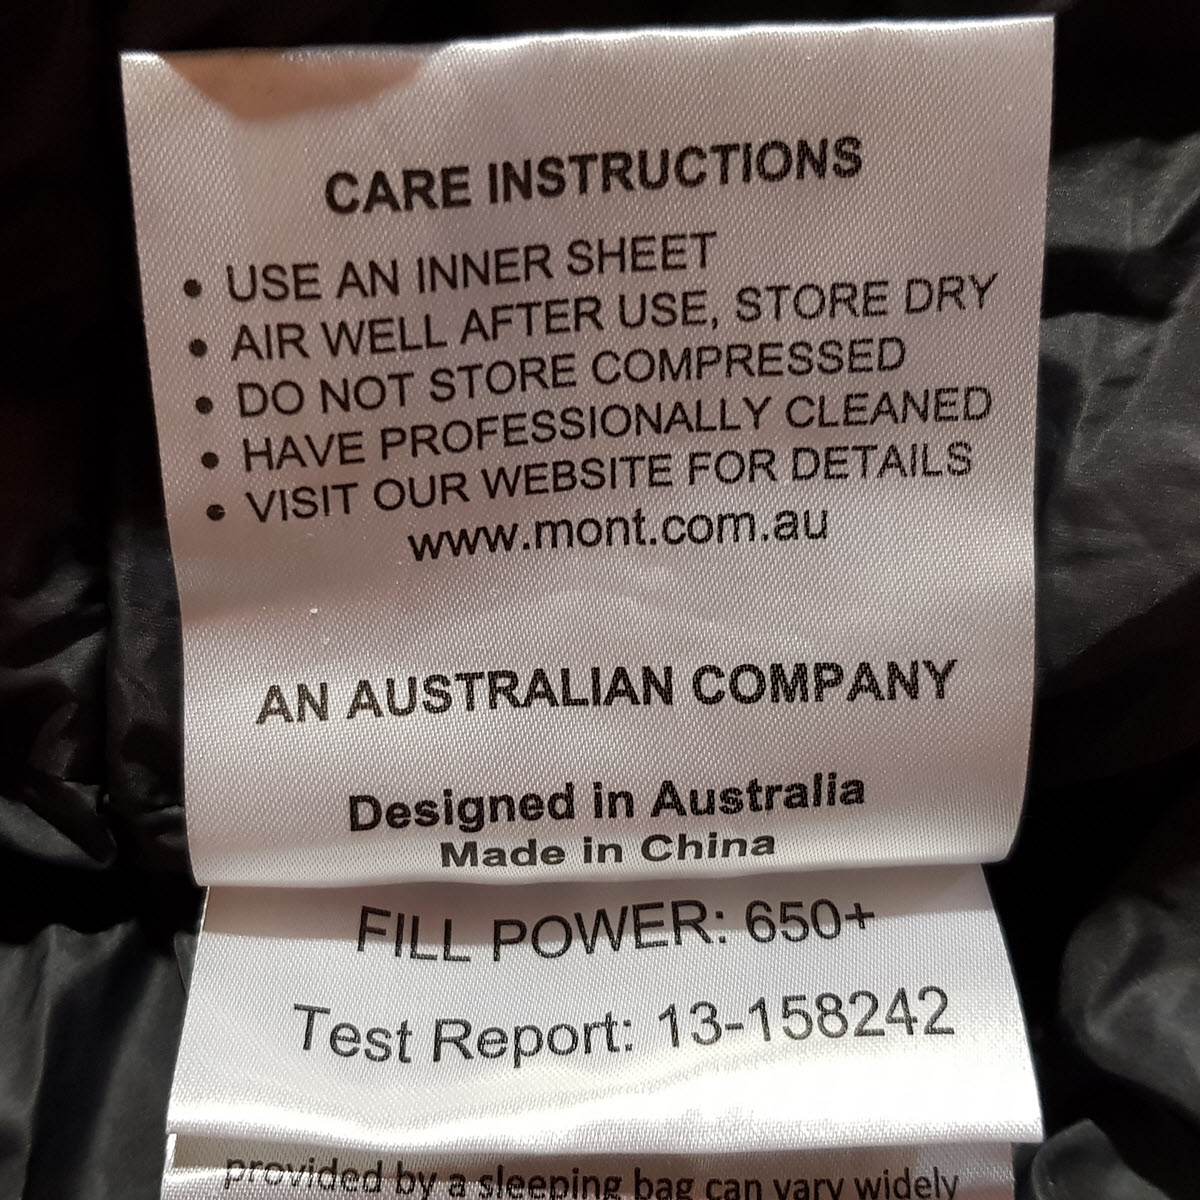 CARE INSTRUCTIONS
• USE AN INNER SHEET
• AIR WELL AFTER USE, STORE DRY
• DO NOT STORE COMPRESSED
• HAVE PROFESSIONALLY CLEANED
• VISIT OUR WEBSITE FOR DETAILS
www.mont.com.au
AN AUSTRALIAN COMPANY
Designed in Australia
Made in China
FILL POWER: 650+
Test Report: 13-158242
provided by a sleeping bag can vary widely